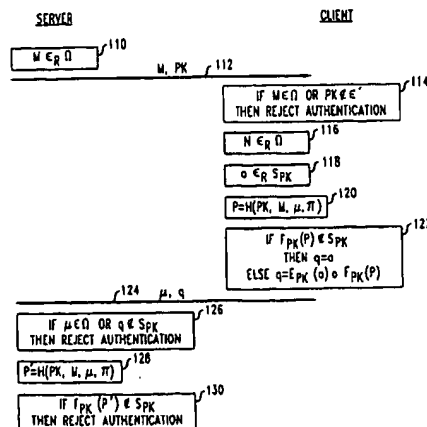 SERVER
CLIENT
M ∈R Ω
110
M, PK
112
114
IF M∈Ω OR PK∉ε'
THEN REJECT AUTHENTICATION
N ∈R Ω
116
118
a ∈R SPK
120
P=H(PK, M, μ, π)
122
IF FPK(P) ∉ SPK
THEN q=a
ELSE q=EPK(a) o FPK(P)
124
μ, q
126
IF μ∈Ω OR q ∉ SPK
THEN REJECT AUTHENTICATION
128
P'=H(PK, M, μ, π)
130
IF FPK(P') ∉ SPK
THEN REJECT AUTHENTICATION